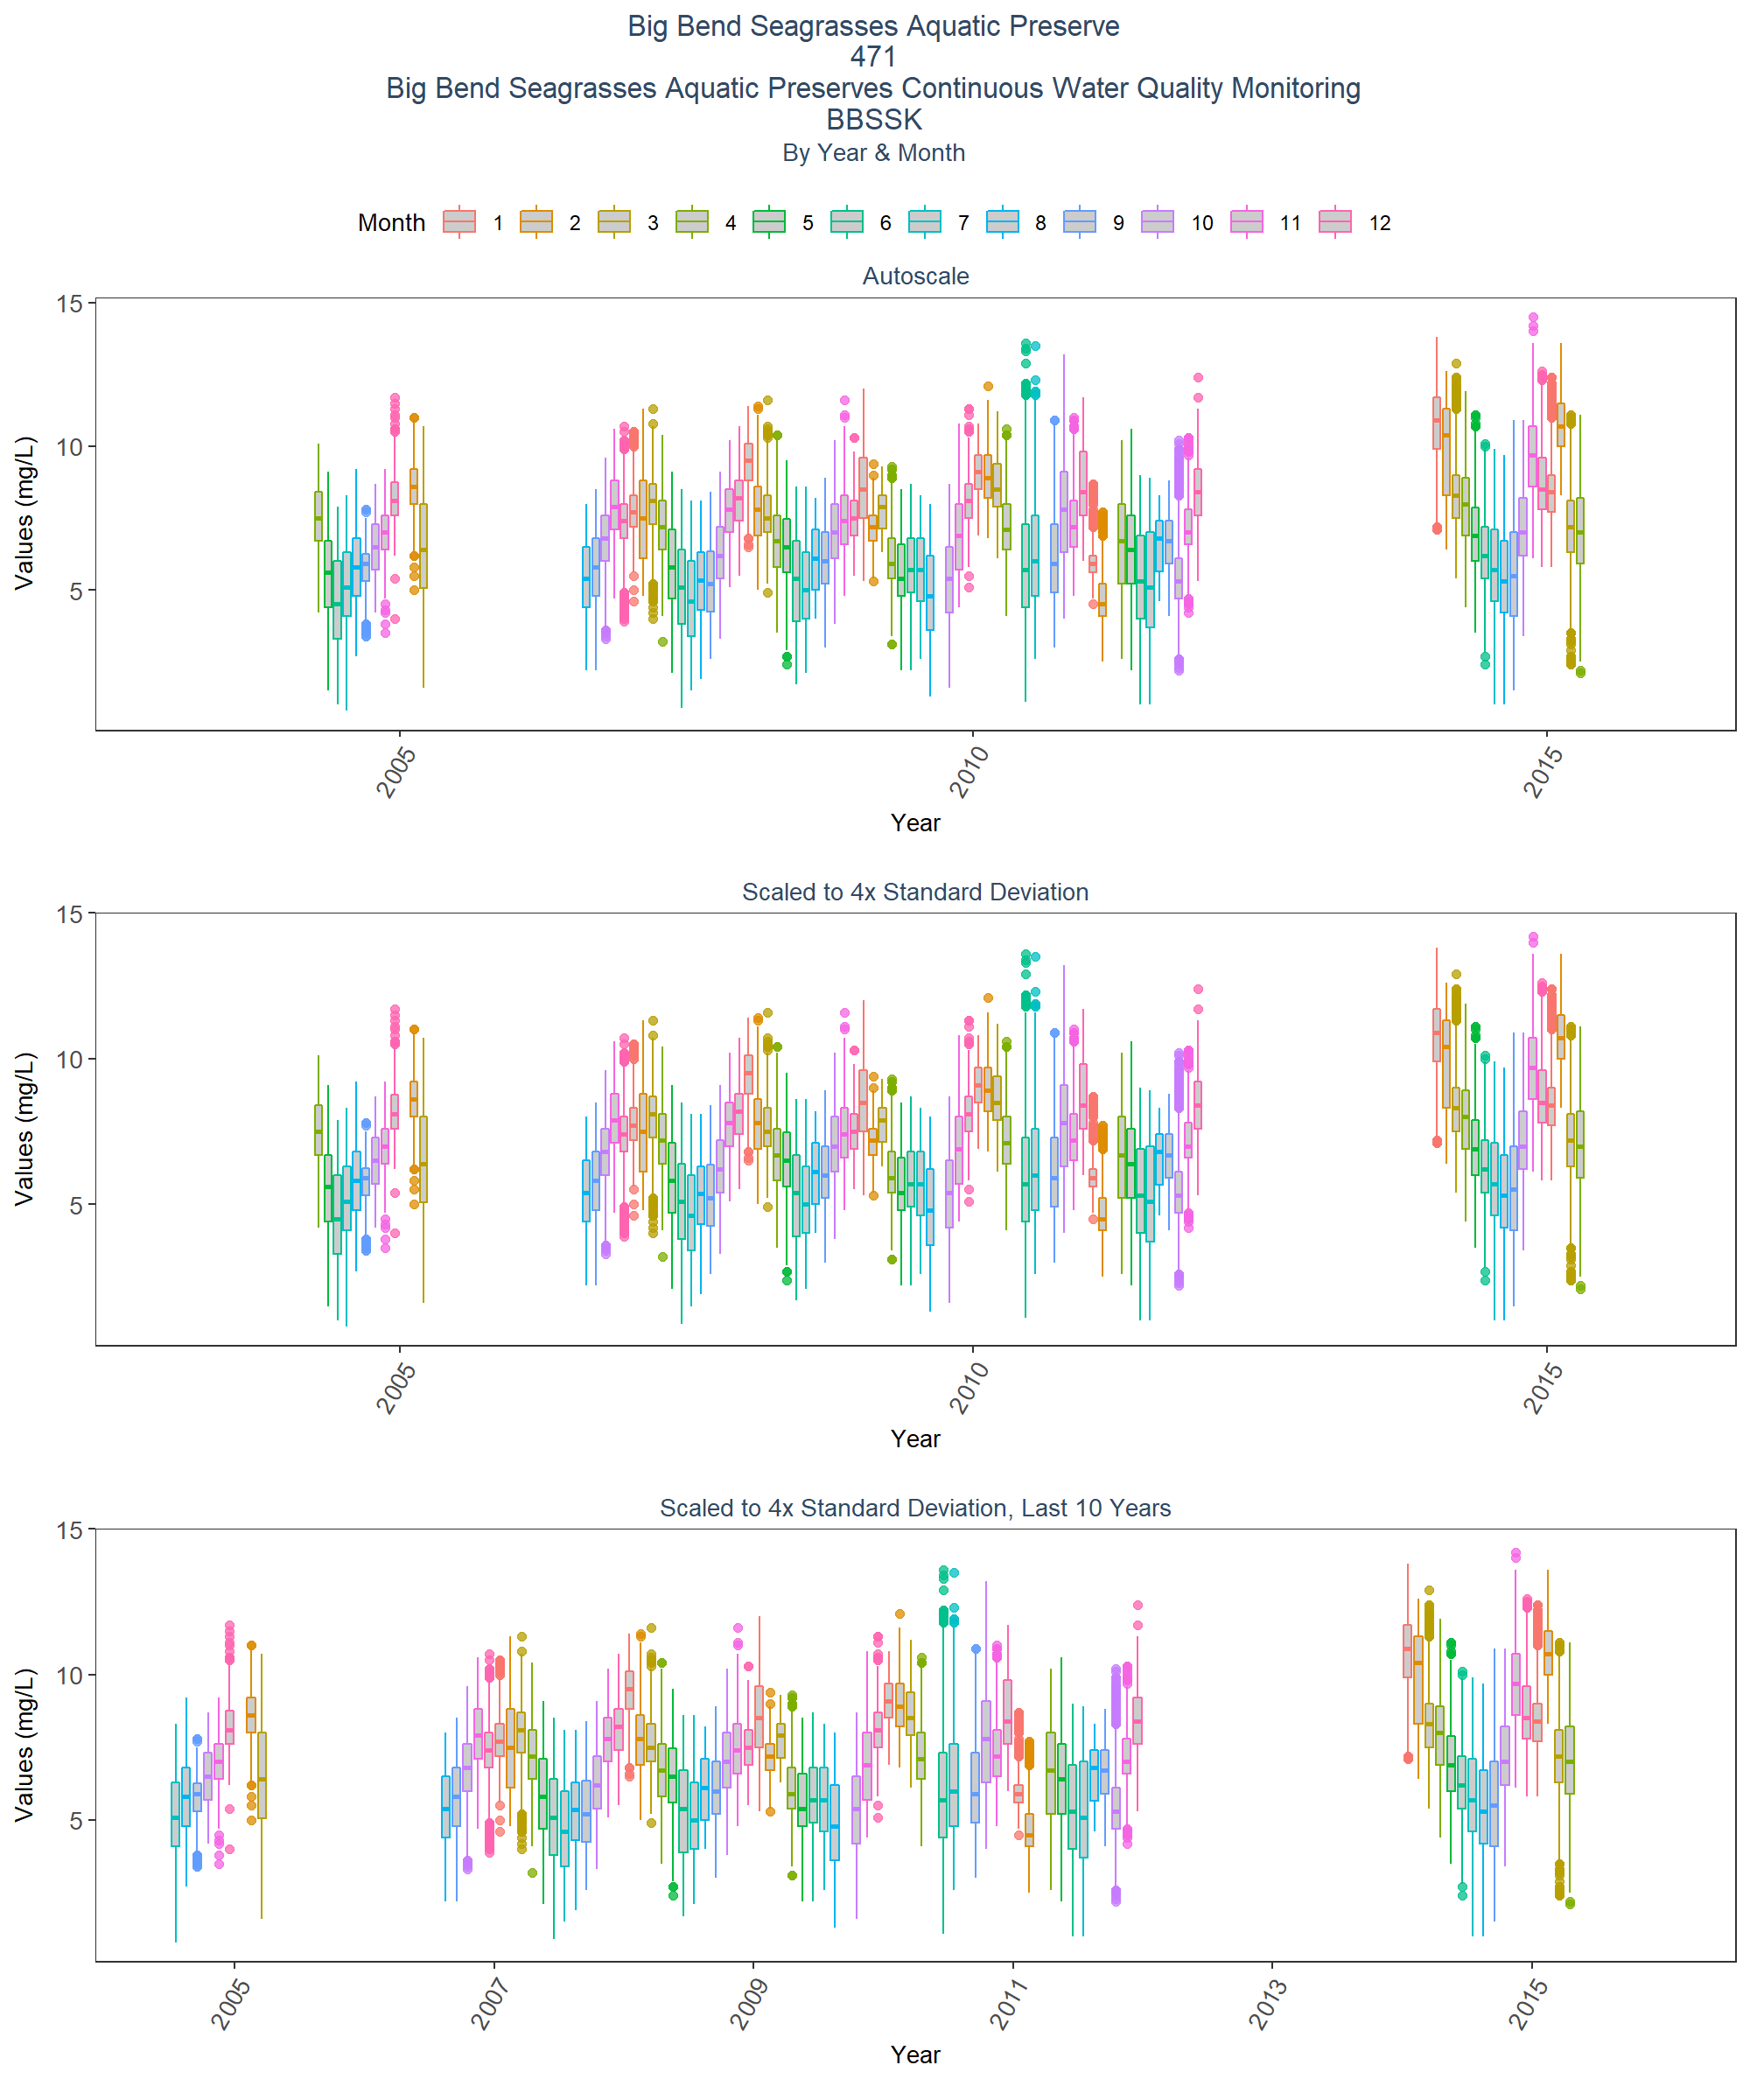 Big Bend Seagrasses Aquatic Preserve
471
Big Bend Seagrasses Aquatic Preserves Continuous Water Quality Monitoring
BBSSK
By Year & Month
Month 1 2 3 4 5 6 7 8 9 10 11 12
Autoscale
Values (mg/L)
15
10
5
2005 2010 2015
Year
Scaled to 4x Standard Deviation
Values (mg/L)
15
10
5
2005 2010 2015
Year
Scaled to 4x Standard Deviation, Last 10 Years
Values (mg/L)
15
10
5
2005 2007 2009 2011 2013 2015
Year